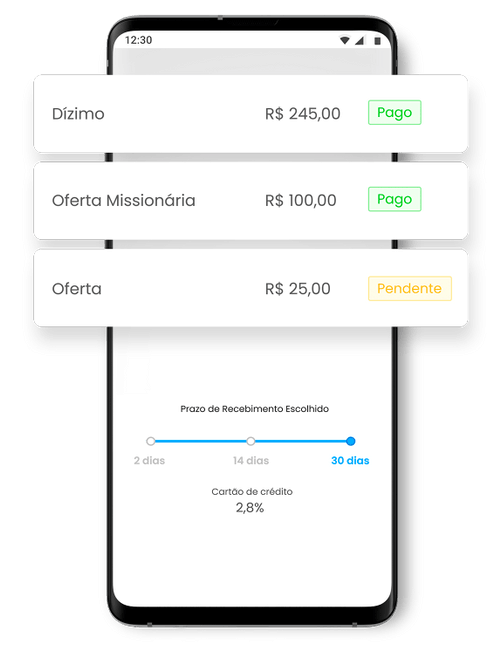 12:30
Dízimo R$ 245,00 Pago
Oferta Missionária R$ 100,00 Pago
Oferta R$ 25,00 Pendente
Prazo de Recebimento Escolhido
2 dias 14 dias 30 dias
Cartão de crédito
2,8%